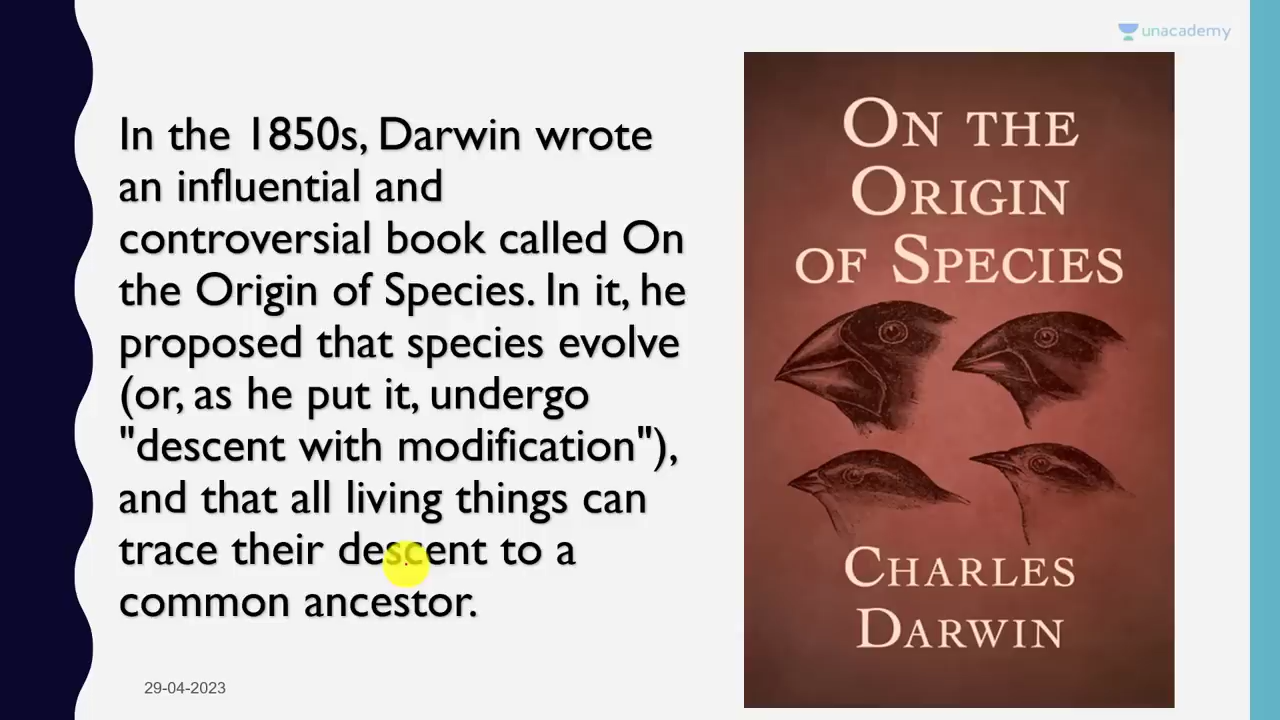 unacademy
In the 1850s, Darwin wrote
an influential and
controversial book called On
the Origin of Species. In it, he
proposed that species evolve
(or, as he put it, undergo
"descent with modification"),
and that all living things can
trace their descent to a
common ancestor.
29-04-2023
ON THE
ORIGIN
OF SPECIES
CHARLES
DARWIN